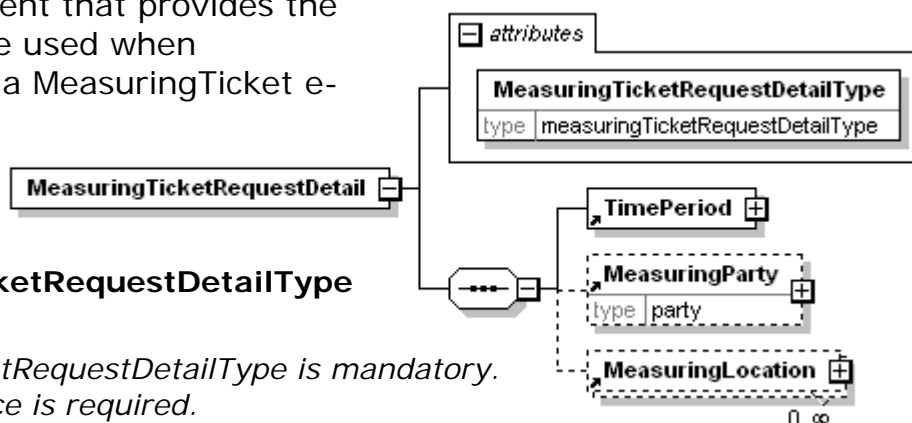 ent that provides the
e used when
a MeasuringTicket e-
attributes
MeasuringTicketRequestDetailType
type measuringTicketRequestDetailType
MeasuringTicketRequestDetail
TimePeriod
ketRequestDetailType
MeasuringParty
type party
etRequestDetailType is mandatory.
ce is required.
MeasuringLocation
0..∞